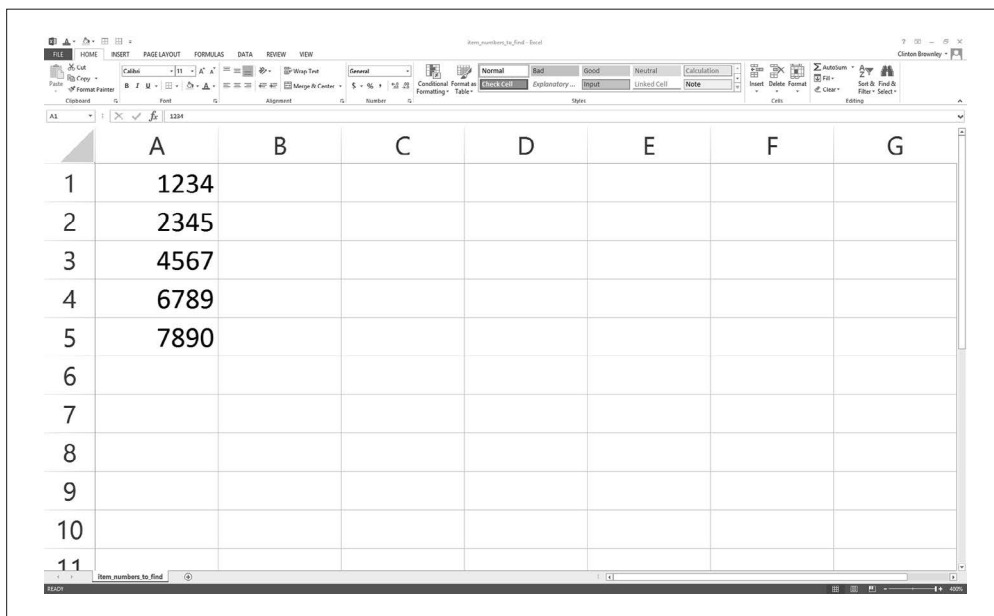 item_numbers_to_find - Excel
FILE HOME INSERT PAGE LAYOUT FORMULAS DATA REVIEW VIEW Clinton Brownley
Cut Calibri 11 Wrap Text General Normal Bad Good Neutral Calculation AutoSum
Copy Fill
Paste Format Painter B I U Merge & Center $ % , Conditional Formatting Format as Table Check Cell Explanatory ... Input Linked Cell Note Insert Delete Format Clear Sort & Filter Find & Select
Clipboard Font Alignment Number Styles Cells Editing
A1 fx 1234
A B C D E F G
1 1234
2 2345
3 4567
4 6789
5 7890
6
7
8
9
10
11
item_numbers_to_find
READY 400%